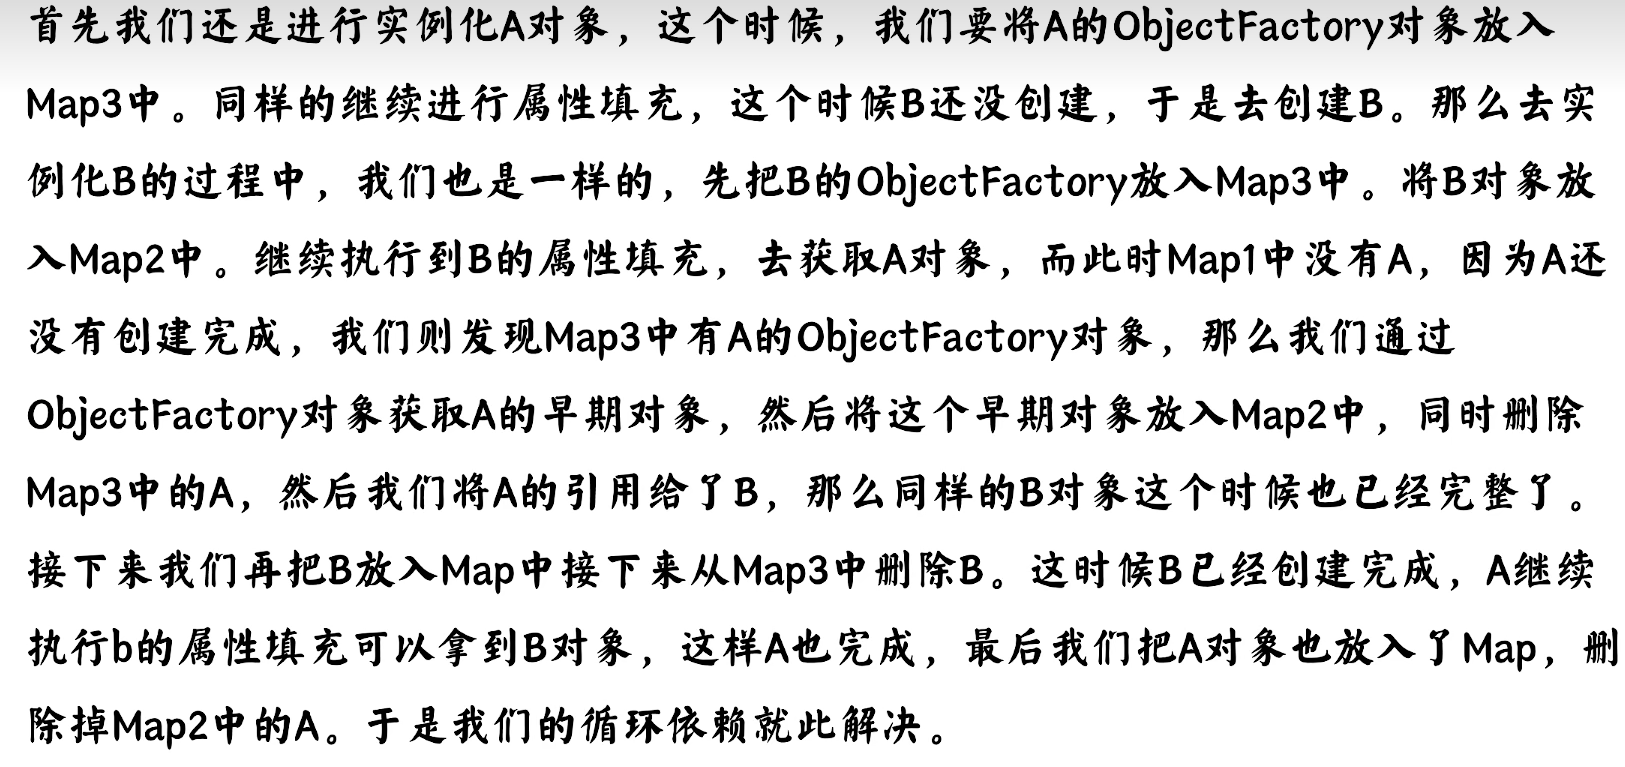 首先我们还是进行实例化A对象，这个时候，我们要将A的ObjectFactory对象放入
Map3中。同样的继续进行属性填充，这个时候B还没创建，于是去创建B。那么去实
例化B的过程中，我们也是一样的，先把B的ObjectFactory放入Map3中。将B对象放
入Map2中。继续执行到B的属性填充，去获取A对象，而此时Map1中没有A，因为A还
没有创建完成，我们则发现Map3中有A的ObjectFactory对象，那么我们通过
ObjectFactory对象获取A的早期对象，然后将这个早期对象放入Map2中，同时删除
Map3中的A，然后我们将A的引用给了B，那么同样的B对象这个时候也已经完整了。
接下来我们再把B放入Map中接下来从Map3中删除B。这时候B已经创建完成，A继续
执行b的属性填充可以拿到B对象，这样A也完成，最后我们把A对象也放入了Map，删
除掉Map2中的A。于是我们的循环依赖就此解决。